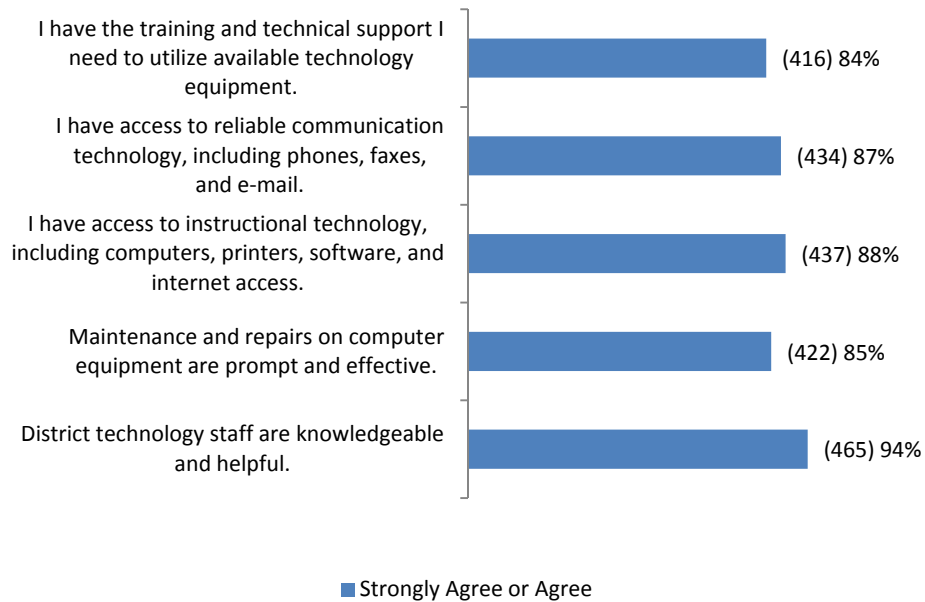 I have the training and technical support I
need to utilize available technology
equipment.
(416) 84%
I have access to reliable communication
technology, including phones, faxes,
and e-mail.
(434) 87%
I have access to instructional technology,
including computers, printers, software, and
internet access.
(437) 88%
Maintenance and repairs on computer
equipment are prompt and effective.
(422) 85%
District technology staff are knowledgeable
and helpful.
(465) 94%
Strongly Agree or Agree